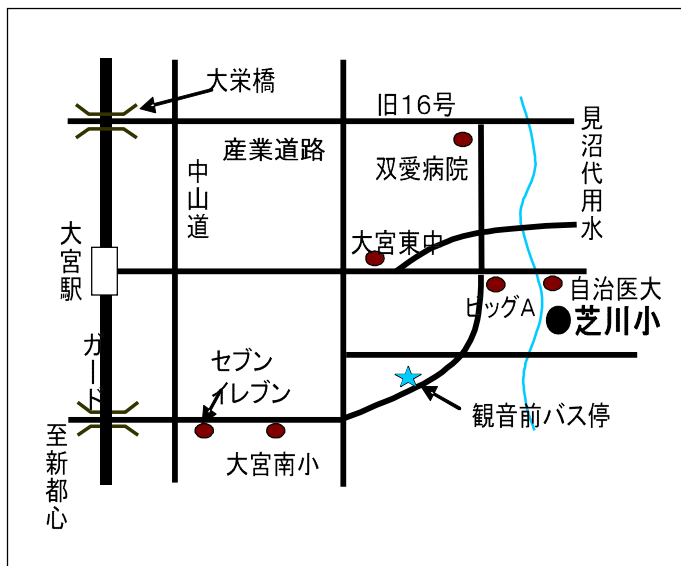 大栄橋
旧16号
産業道路
中山道
双愛病院
見沼代用水
大宮東中
大宮駅
自治医大
ビッグA
芝川小
ガード
セブン
イレブン
観音前バス停
大宮南小
至新都心